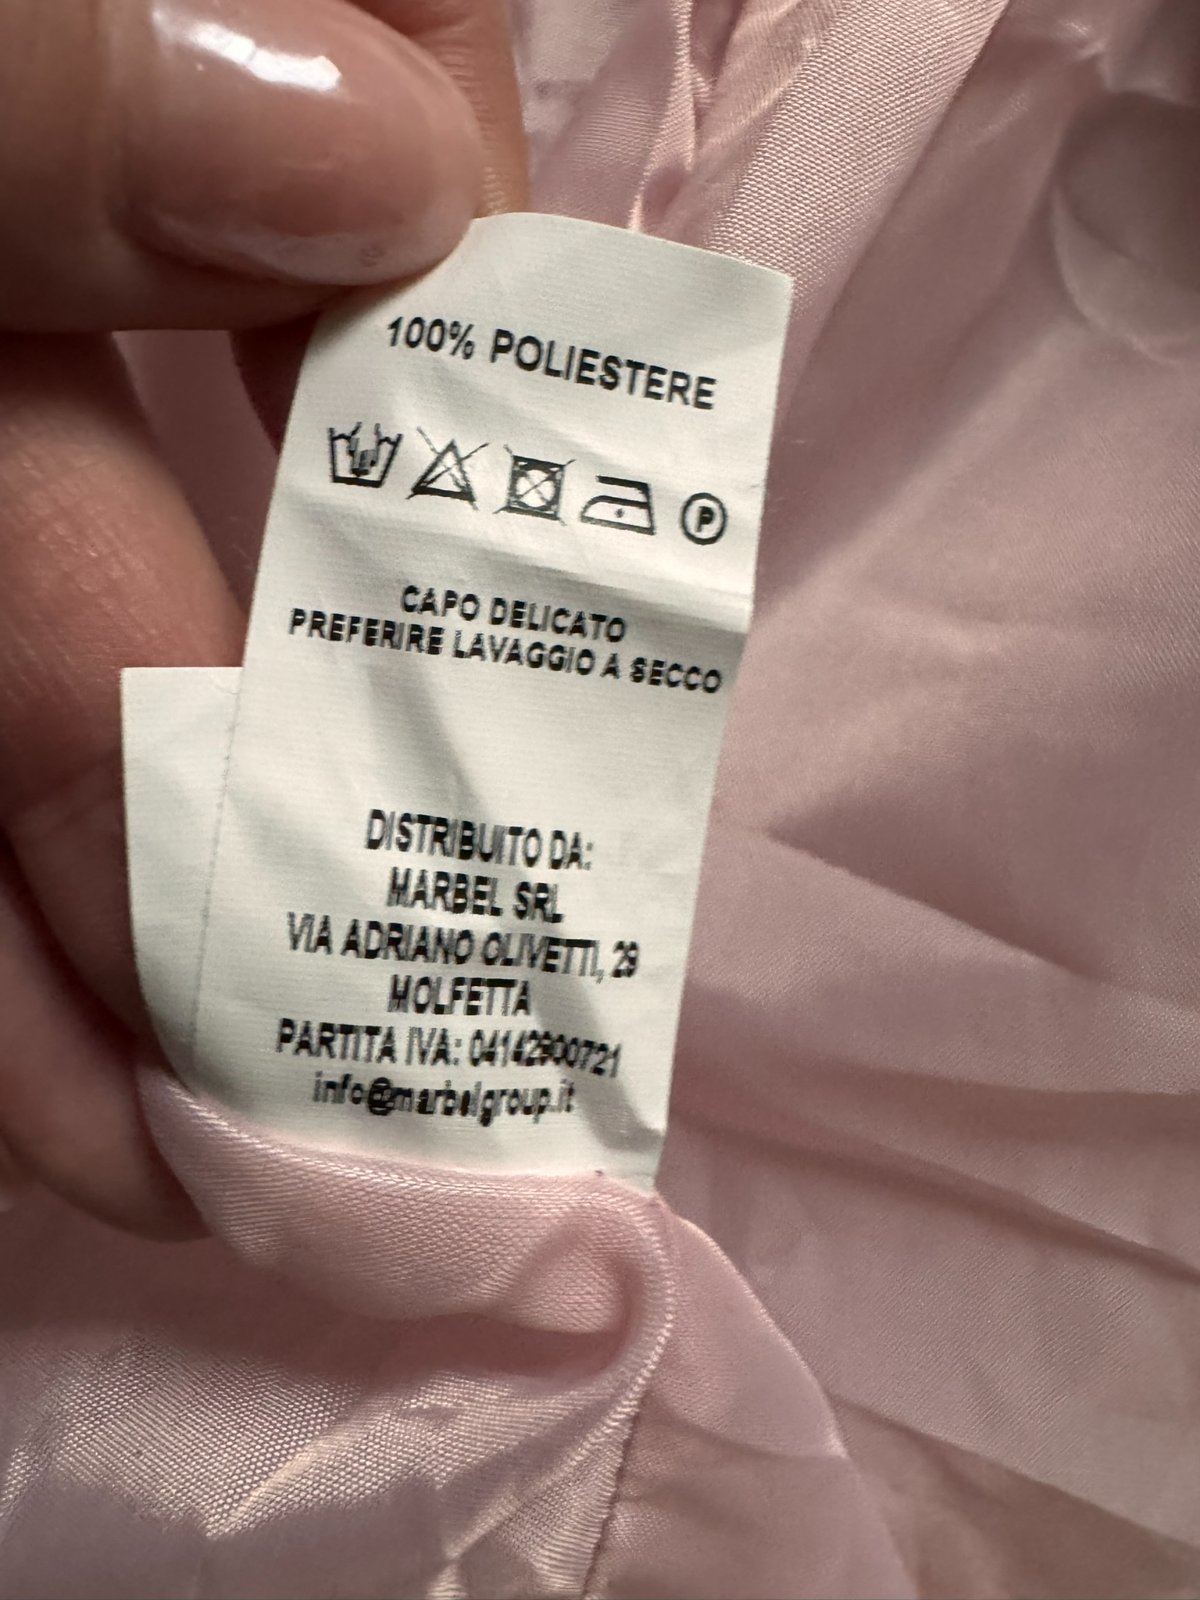 100% POLIESTERE
P
CAPO DELICATO
PREFERIRE LAVAGGIO A SECCO
DISTRIBUITO DA:
MARBEL SRL
VIA ADRIANO OLIVETTI, 29
MOLFETTA
PARTITA IVA: 04142900721
info@marbelgroup.it